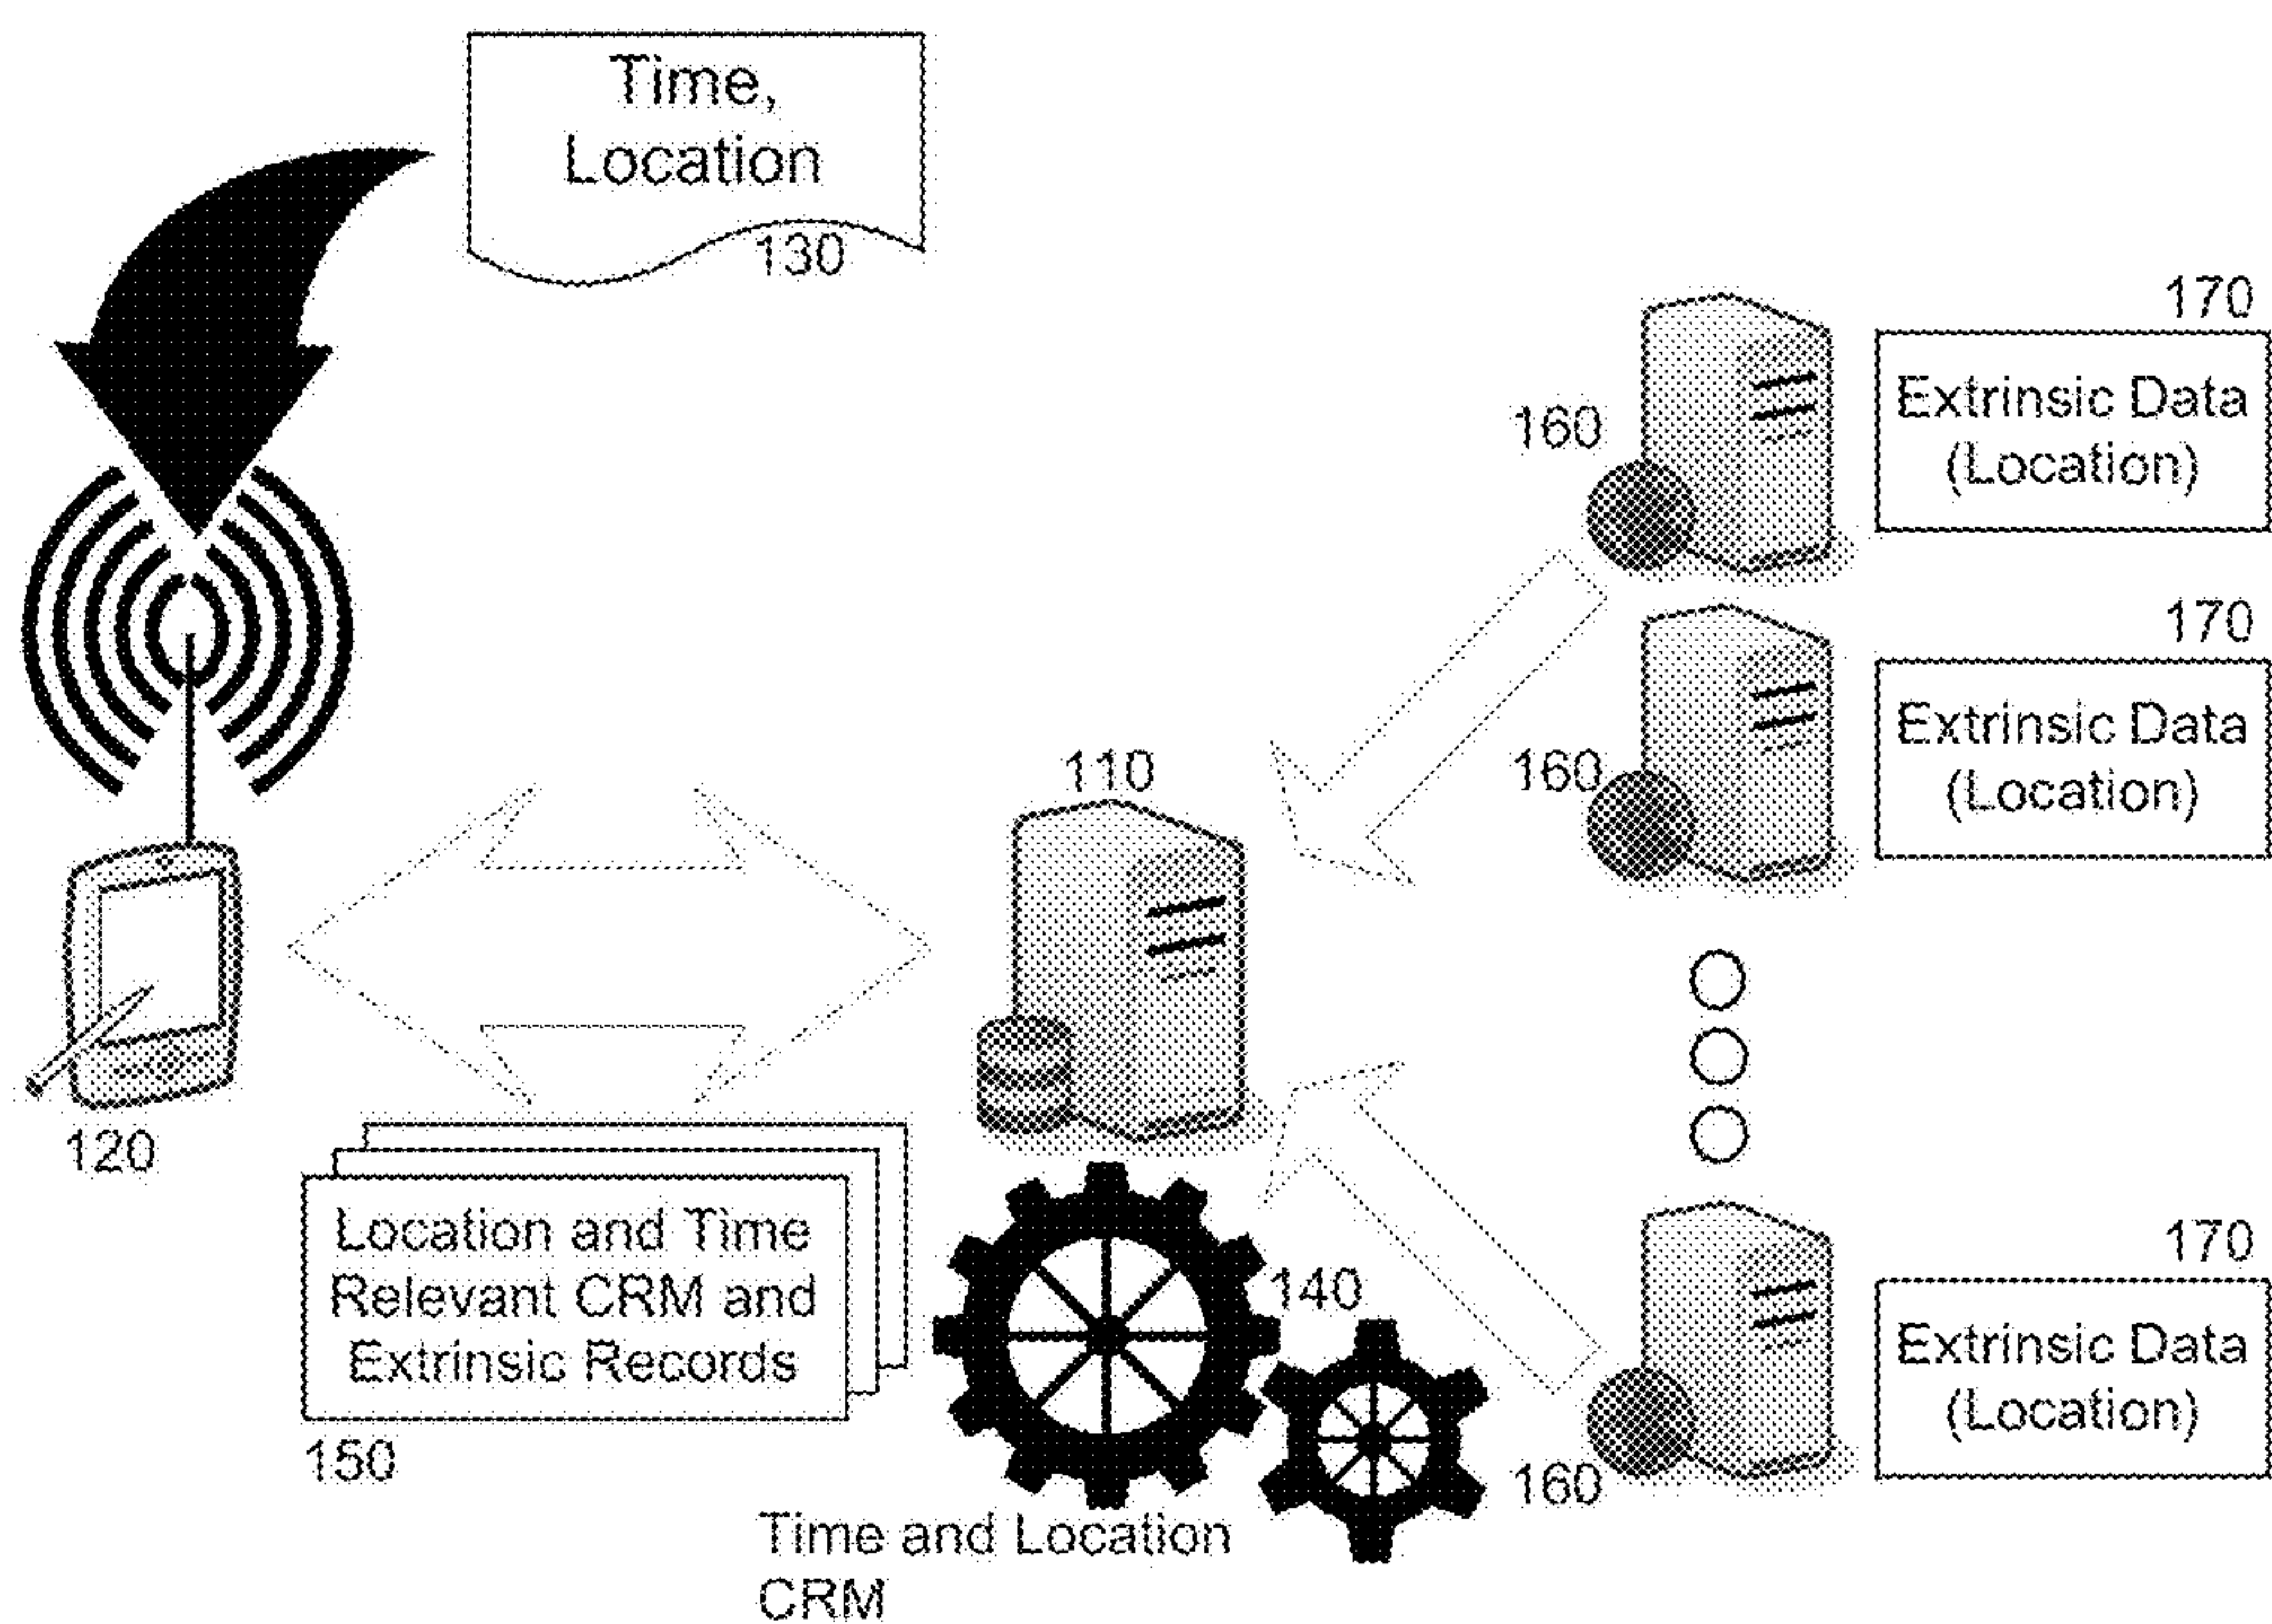 Time,
Location
130
170
Extrinsic Data
(Location)
160
170
Extrinsic Data
(Location)
160
110
120
Location and Time
Relevant CRM and
Extrinsic Records
150
140
Time and Location
CRM
170
Extrinsic Data
(Location)
160